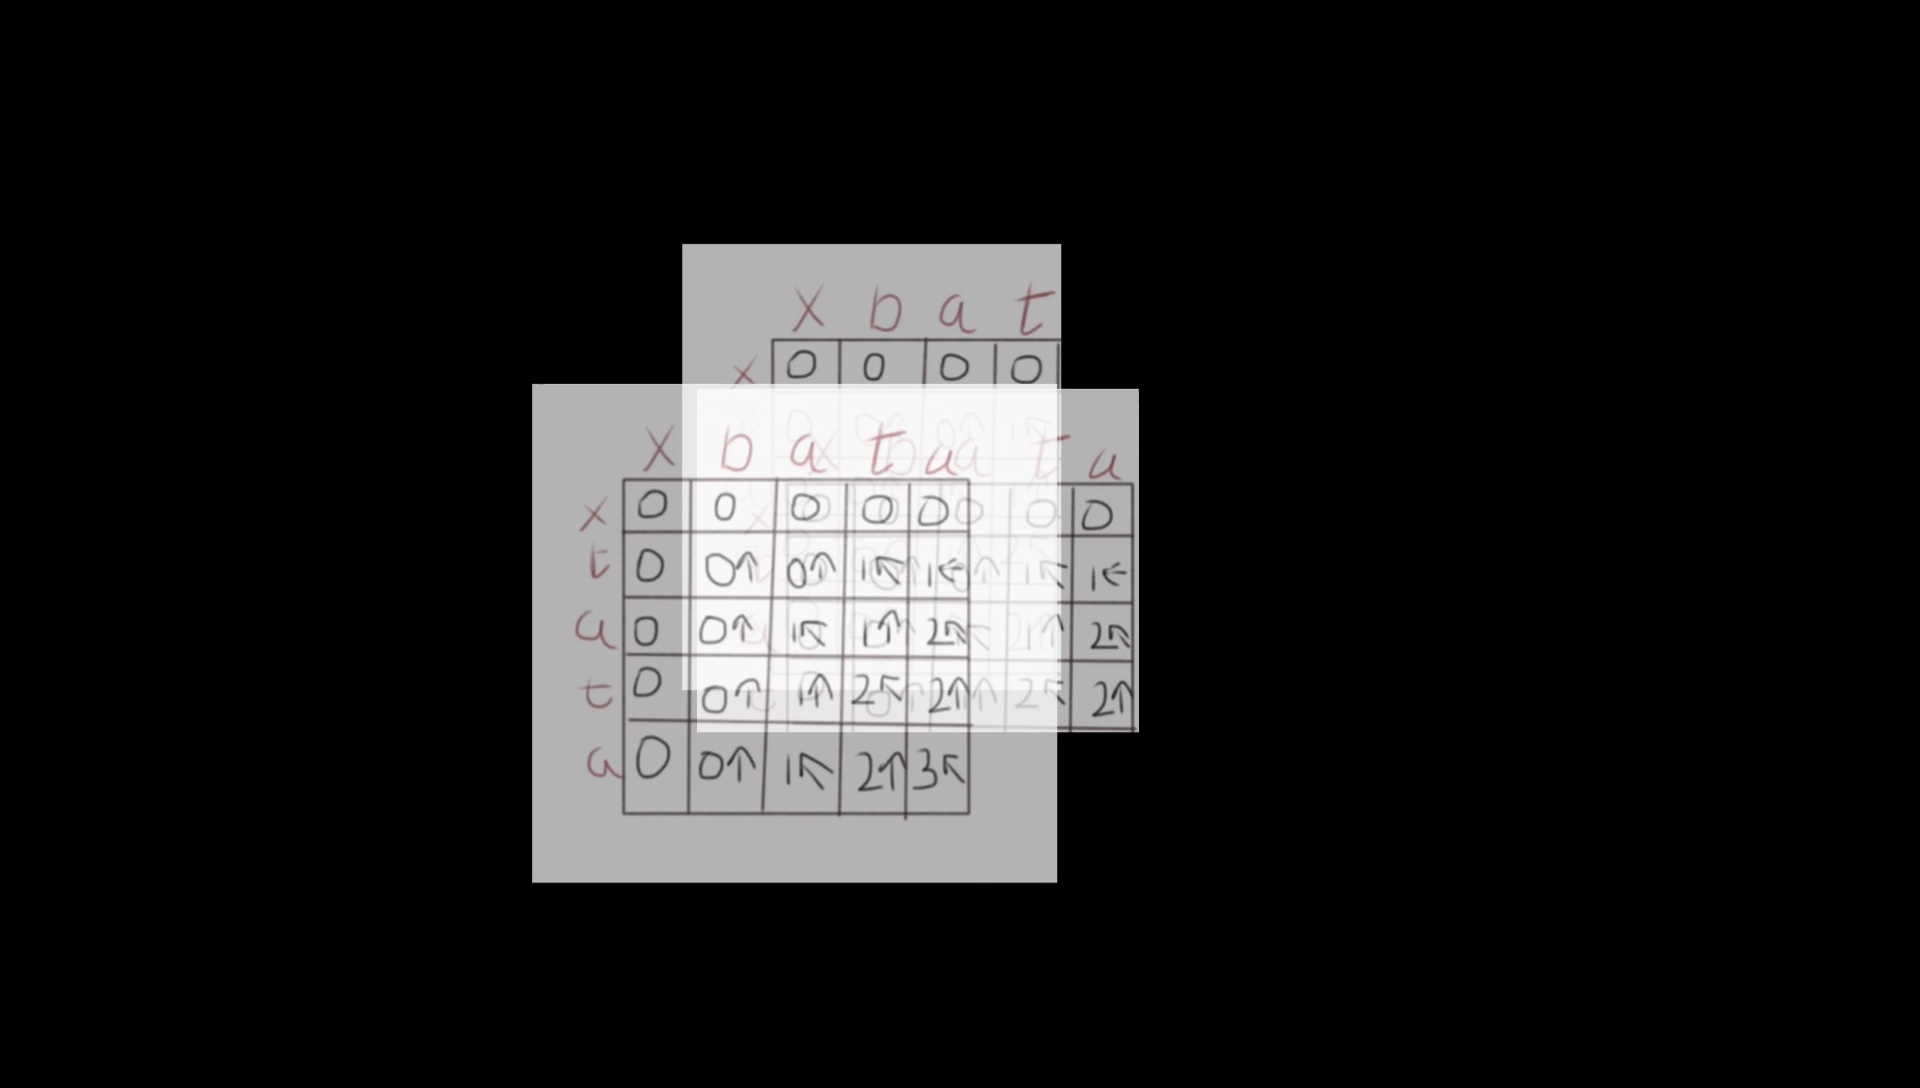 x b a t
x 0 0 0 0
x b a t a a
x 0 0 0 0 0 0 0
t 0 0↑ 0↑ 1↖ 1← 1← 
a 0 0↑ 1↖ 1↑ 2↖ 2↖
t 0 0↑ 1↑ 2↖ 2↑ 2↑
a 0 0↑ 1↖ 2↑ 3↖